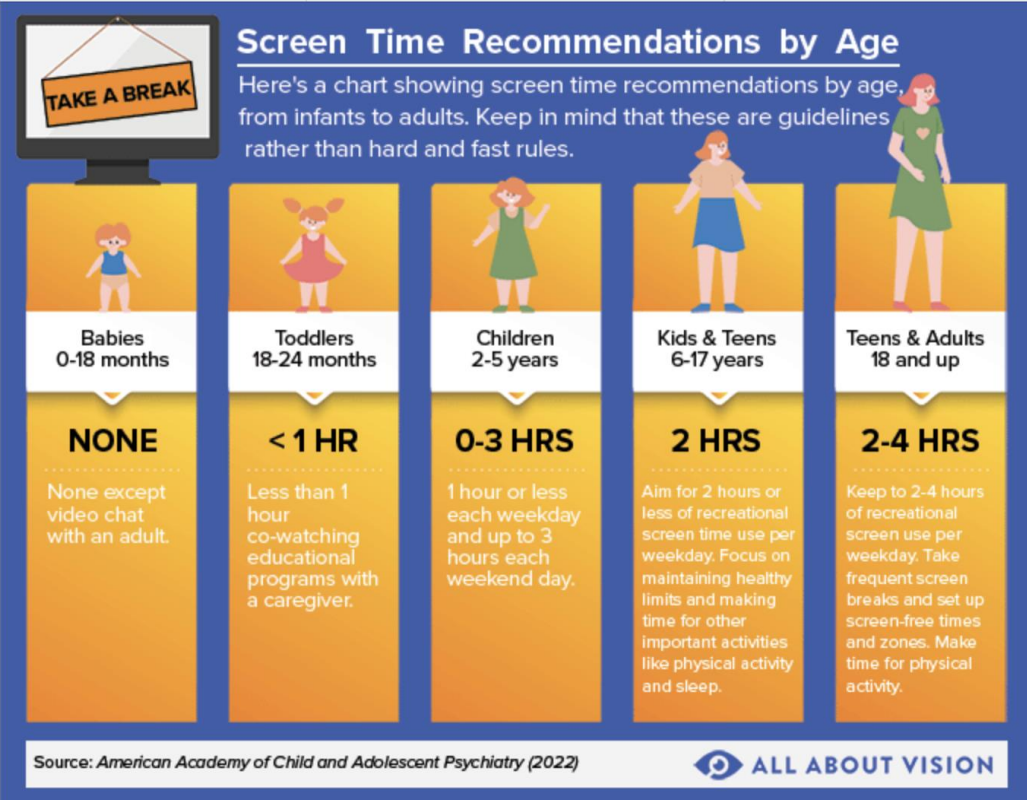 TAKE A BREAK
Screen Time Recommendations by Age
Here's a chart showing screen time recommendations by age,
from infants to adults. Keep in mind that these are guidelines
rather than hard and fast rules.
Babies
0-18 months
NONE
None except
video chat
with an adult.
Toddlers
18-24 months
< 1 HR
Less than 1
hour
co-watching
educational
programs with
a caregiver.
Children
2-5 years
0-3 HRS
1 hour or less
each weekday
and up to 3
hours each
weekend day.
Kids & Teens
6-17 years
2 HRS
Aim for 2 hours or
less of recreational
screen time use per
weekday. Focus on
maintaining healthy
limits and making
time for other
important activities
like physical activity
and sleep.
Teens & Adults
18 and up
2-4 HRS
Keep to 2-4 hours
of recreational
screen use per
weekday. Take
frequent screen
breaks and set up
screen-free times
and zones. Make
time for physical
activity.
Source: American Academy of Child and Adolescent Psychiatry (2022)
ALL ABOUT VISION